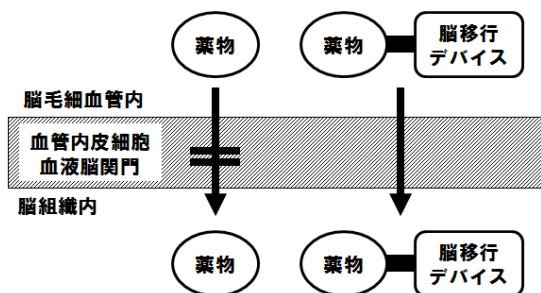 薬物
薬物
脳移行
デバイス
脳毛細血管内
血管内皮細胞
血液脳関門
脳組織内
薬物
薬物
脳移行
デバイス